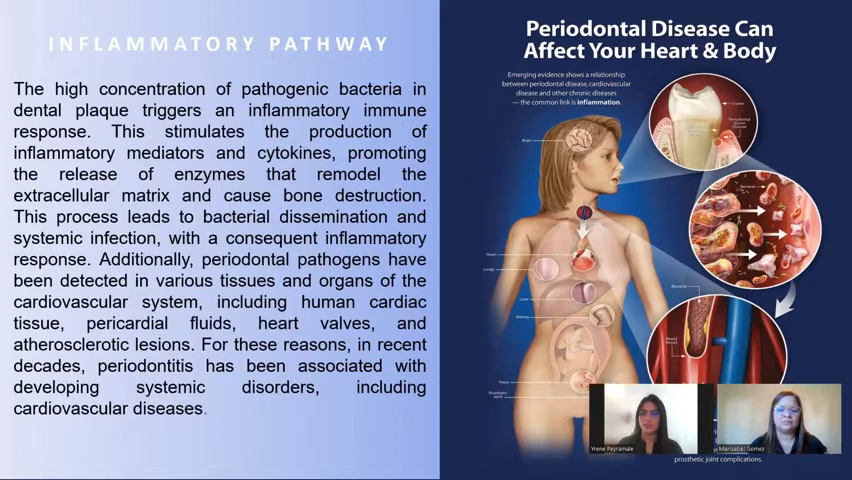 INFLAMMATORY PATHWAY
The high concentration of pathogenic bacteria in
dental plaque triggers an inflammatory immune
response. This stimulates the production of
inflammatory mediators and cytokines, promoting
the release of enzymes that remodel the
extracellular matrix and cause bone destruction.
This process leads to bacterial dissemination and
systemic infection, with a consequent inflammatory
response. Additionally, periodontal pathogens have
been detected in various tissues and organs of the
cardiovascular system, including human cardiac
tissue, pericardial fluids, heart valves, and
atherosclerotic lesions. For these reasons, in recent
decades, periodontitis has been associated with
developing systemic disorders, including
cardiovascular diseases.
Periodontal Disease Can
Affect Your Heart & Body
Emerging evidence shows a relationship
between periodontal disease, cardiovascular
disease and other chronic diseases
— the common link is inflammation.
Crown
Periodontal
Disease
Brain
Bacteria
Heart
Lungs
Liver
Kidney
Bacteria
Blood
Vessel
Fetus
Prosthetic
Joint
Yrene Peyramale
Marisabel Gomez
prosthetic joint complications.